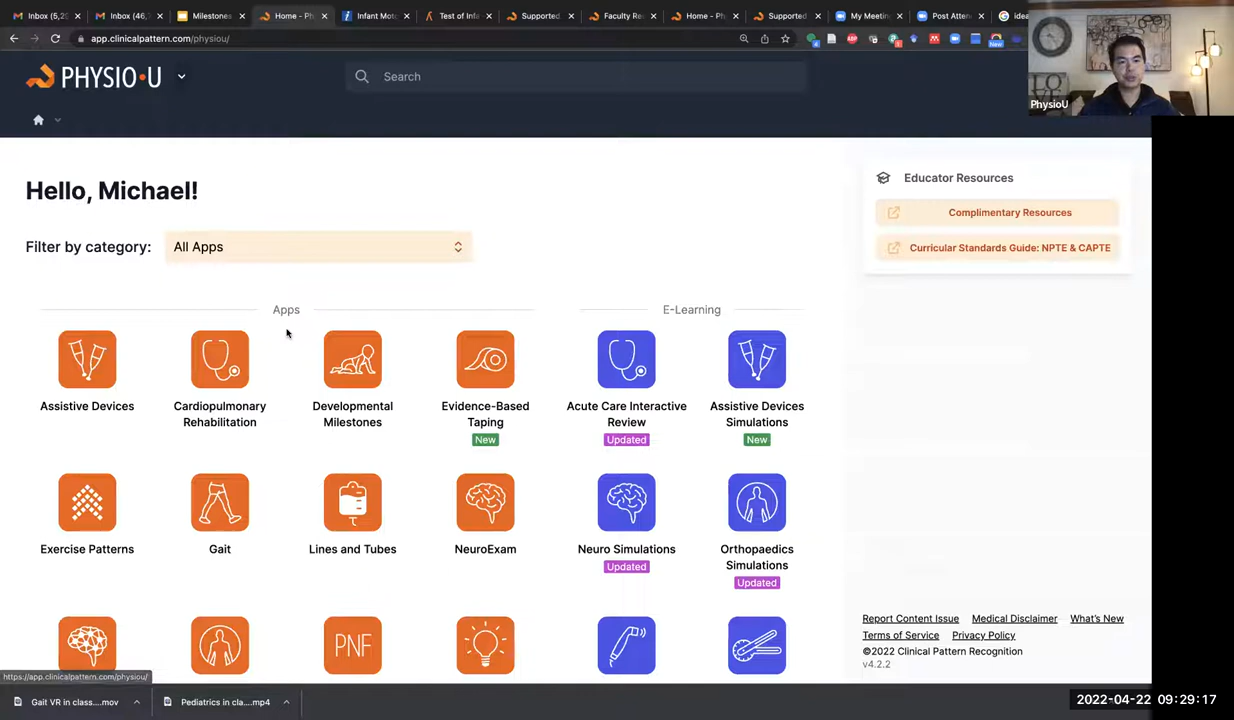 Inbox (5,2
Inbox (46,
Milestones
Home - Ph
Infant Mot
Test of Infa
Supported
Faculty Re
Home - Ph
Supported
My Meeting
Post Atten
idea
app.clinicalpattern.com/physiou/
New
PHYSIO•U
Search
PhysioU
Hello, Michael!
Filter by category:
All Apps
Apps
Assistive Devices
Cardiopulmonary
Rehabilitation
Developmental
Milestones
Evidence-Based
Taping
New
Exercise Patterns
Gait
Lines and Tubes
NeuroExam
PNF
E-Learning
Acute Care Interactive
Review
Updated
Assistive Devices
Simulations
New
Neuro Simulations
Updated
Orthopaedics
Simulations
Updated
Educator Resources
Complimentary Resources
Curricular Standards Guide: NPTE & CAPTE
Report Content Issue
Medical Disclaimer
What's New
Terms of Service
Privacy Policy
©2022 Clinical Pattern Recognition
v4.2.2
https://app.clinicalpattern.com/physiou/
Gait VR in class....mov
Pediatrics in cla....mp4
2022-04-22 09:29:17